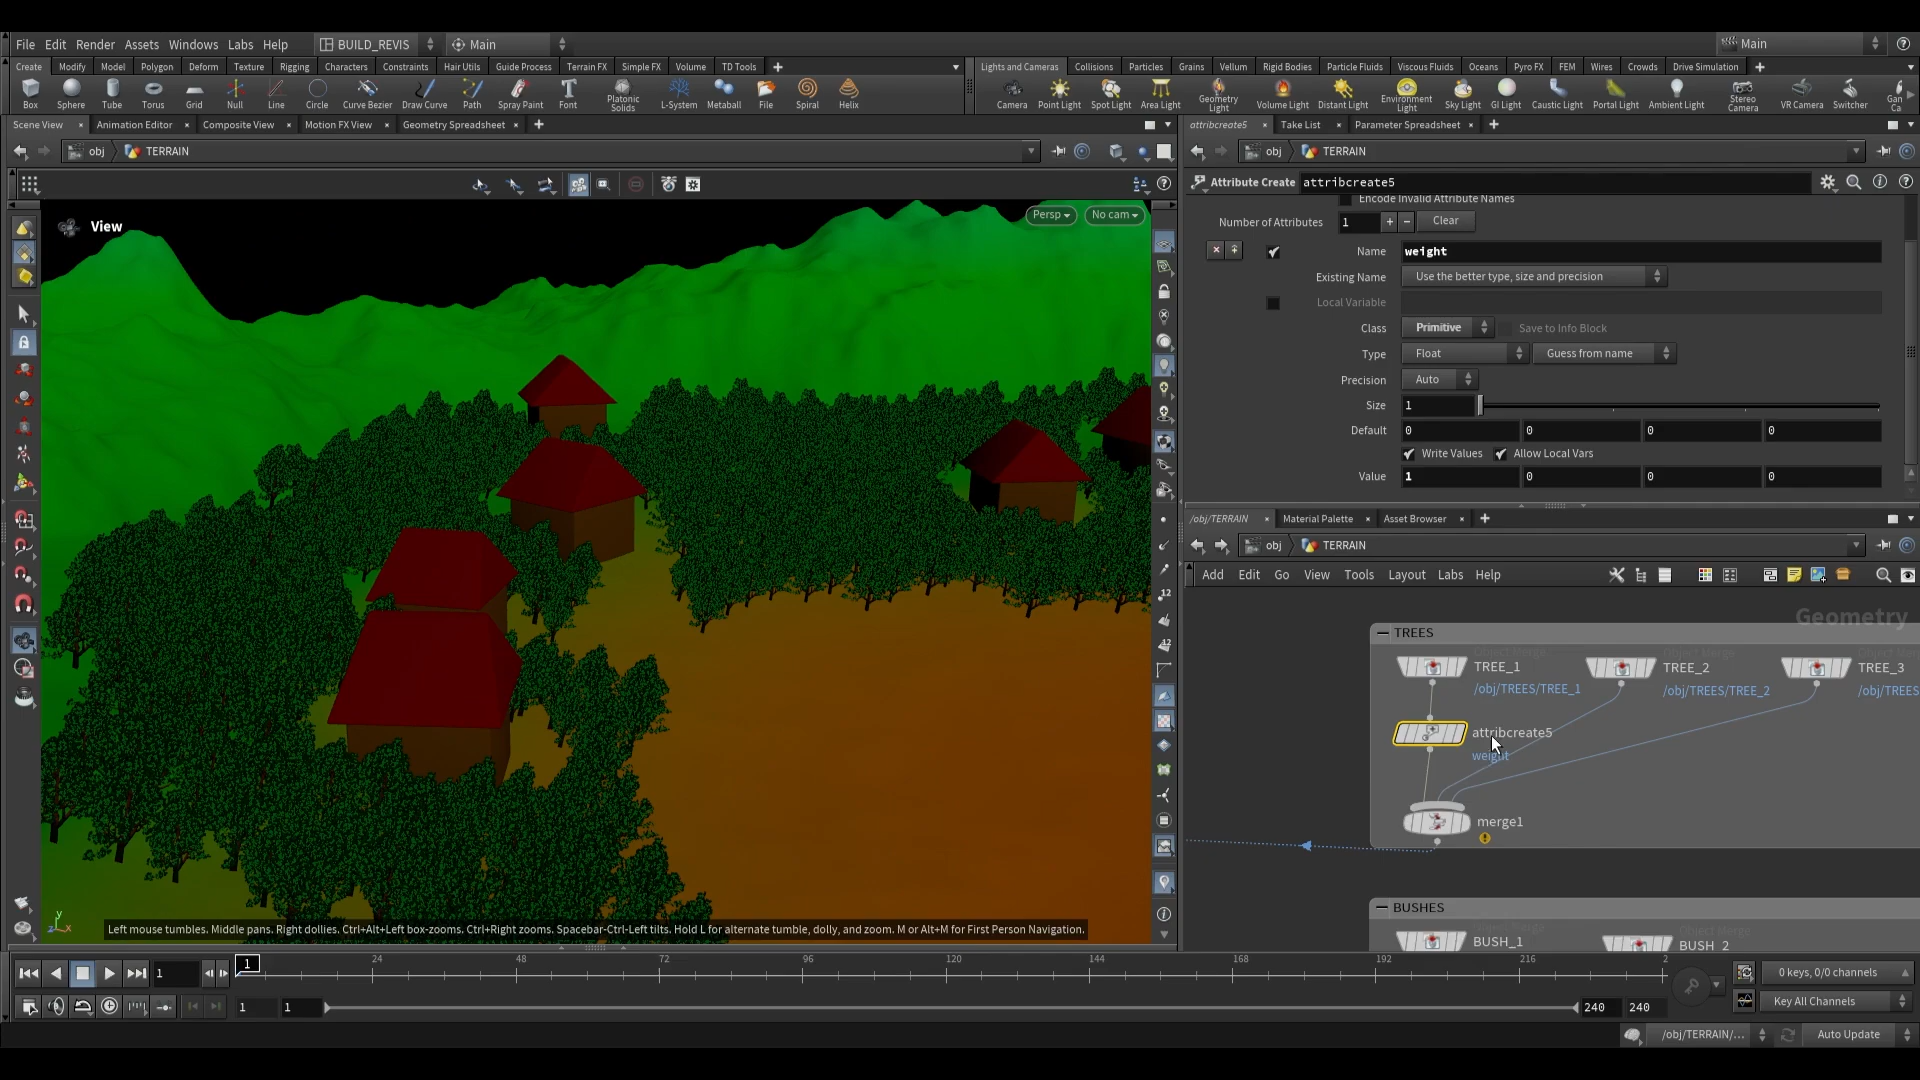 File Edit Render Assets Windows Labs Help BUILD_REVIS Main Main
Create Modify Model Polygon Deform Texture Rigging Characters Constraints Hair Utils Guide Process Terrain FX Simple FX Volume TD Tools
Lights and Cameras Collisions Particles Grains Vellum Rigid Bodies Particle Fluids Viscous Fluids Oceans Pyro FX FEM Wires Crowds Drive Simulation
Box Sphere Tube Torus Grid Null Line Circle Curve Bezier Draw Curve Path Spray Paint Font Platonic Solids L-System Metaball File Spiral Helix
Camera Point Light Spot Light Area Light Geometry Light Volume Light Distant Light Environment Light Sky Light GI Light Caustic Light Portal Light Ambient Light Stereo Camera VR Camera Switcher Gan Ca
Scene View Animation Editor Composite View Motion FX View Geometry Spreadsheet
attribcreate5 Take List Parameter Spreadsheet
obj TERRAIN
obj TERRAIN
Attribute Create attribcreate5
Encode Invalid Attribute Names
Number of Attributes 1 Clear
Name weight
Existing Name Use the better type, size and precision
Local Variable
Class Primitive Save to Info Block
Type Float Guess from name
Precision Auto
Size 1
Default 0 0 0 0
Write Values Allow Local Vars
Value 1 0 0 0
View
Persp No cam
/obj/TERRAIN Material Palette Asset Browser
obj TERRAIN
Add Edit Go View Tools Layout Labs Help
Geometry
TREES
Object Merge
TREE_1
/obj/TREES/TREE_1
Object Merge
TREE_2
/obj/TREES/TREE_2
TREE_3
/obj/TREES
attribcreate5
weight
merge1
BUSHES
BUSH_1
Object Merge
BUSH_2
Left mouse tumbles. Middle pans. Right dollies. Ctrl+Alt+Left box-zooms. Ctrl+Right zooms. Spacebar-Ctrl-Left tilts. Hold L for alternate tumble, dolly, and zoom. M or Alt+M for First Person Navigation.
1 1 24 48 72 96 120 144 168 192 216 2
0 keys, 0/0 channels
1 1 240 240
Key All Channels
/obj/TERRAIN/... Auto Update